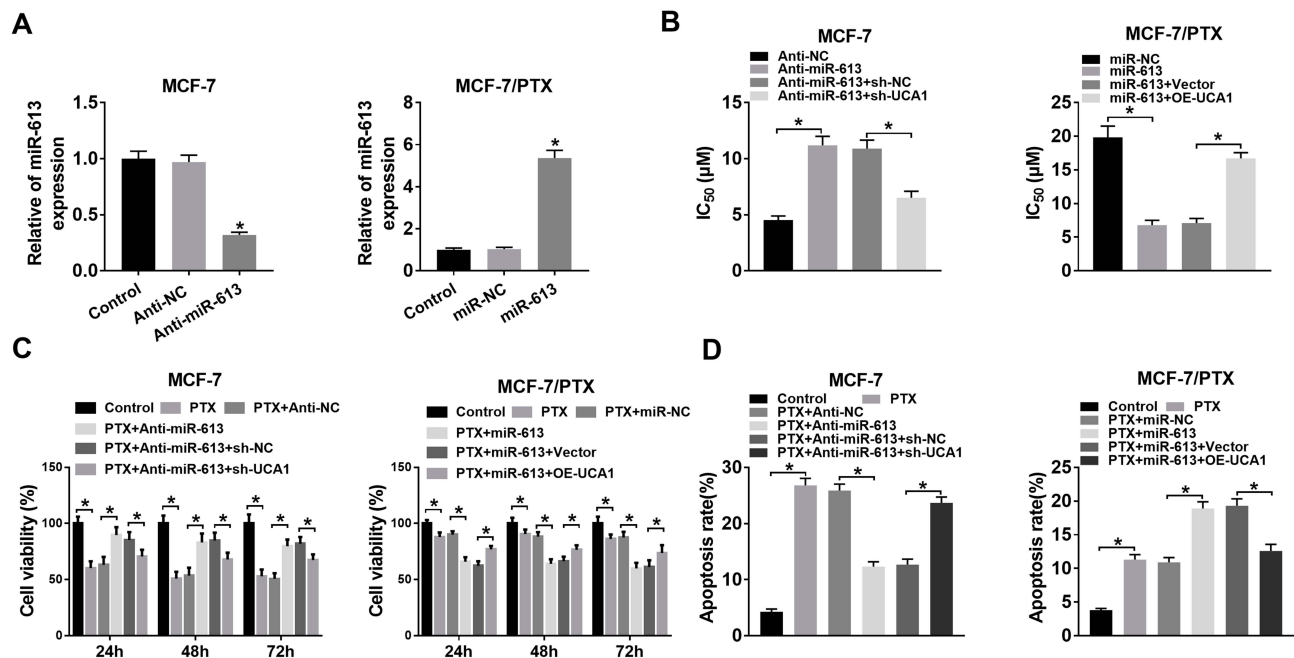 A
MCF-7
Relative of miR-613
expression
1.5
1.0
0.5
0.0
Control
Anti-NC
Anti-miR-613
*
MCF-7/PTX
Relative of miR-613
expression
8
6
4
2
0
Control
miR-NC
miR-613
*
B
MCF-7
Anti-NC
Anti-miR-613
Anti-miR-613+sh-NC
Anti-miR-613+sh-UCA1
IC50 (μM)
15
10
5
0
* *
MCF-7/PTX
miR-NC
miR-613
miR-613+Vector
miR-613+OE-UCA1
IC50 (μM)
25
20
15
10
5
0
* *
C
MCF-7
Control PTX PTX+Anti-NC
PTX+Anti-miR-613
PTX+Anti-miR-613+sh-NC
PTX+Anti-miR-613+sh-UCA1
Cell viability (%)
150
100
50
0
* * * * * * * * *
24h 48h 72h
MCF-7/PTX
Control PTX PTX+miR-NC
PTX+miR-613
PTX+miR-613+Vector
PTX+miR-613+OE-UCA1
Cell viability (%)
150
100
50
0
* * * * * * * * *
24h 48h 72h
D
MCF-7
Control PTX
PTX+Anti-NC
PTX+Anti-miR-613
PTX+Anti-miR-613+sh-NC
PTX+Anti-miR-613+sh-UCA1
Apoptosis rate(%)
30
20
10
0
* * *
MCF-7/PTX
Control PTX
PTX+miR-NC
PTX+miR-613
PTX+miR-613+Vector
PTX+miR-613+OE-UCA1
Apoptosis rate(%)
25
20
15
10
5
0
* * *